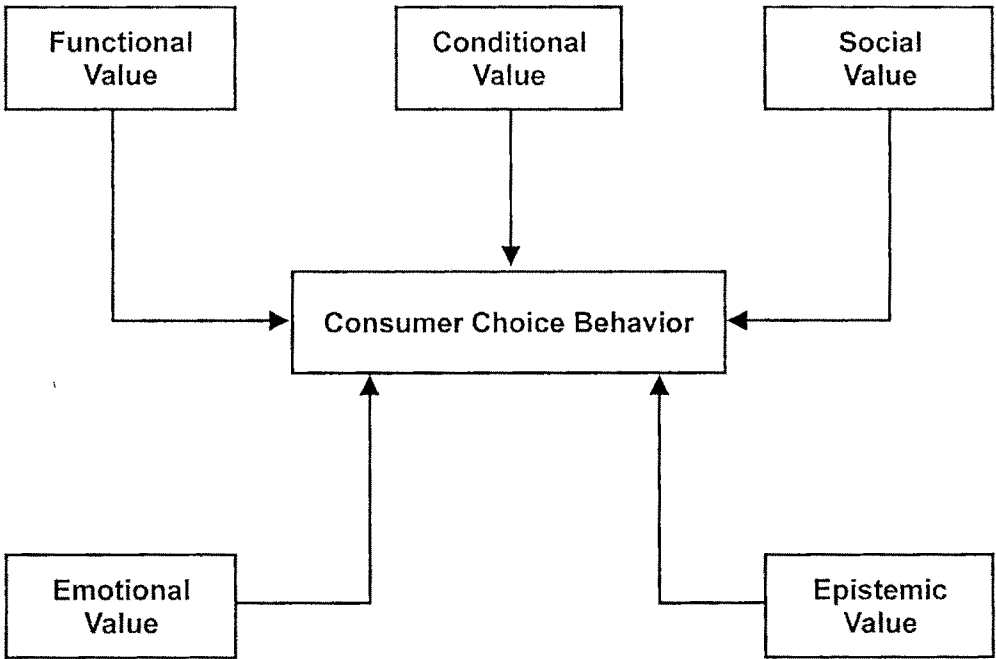 Functional
Value
Conditional
Value
Social
Value
Consumer Choice Behavior
Emotional
Value
Epistemic
Value